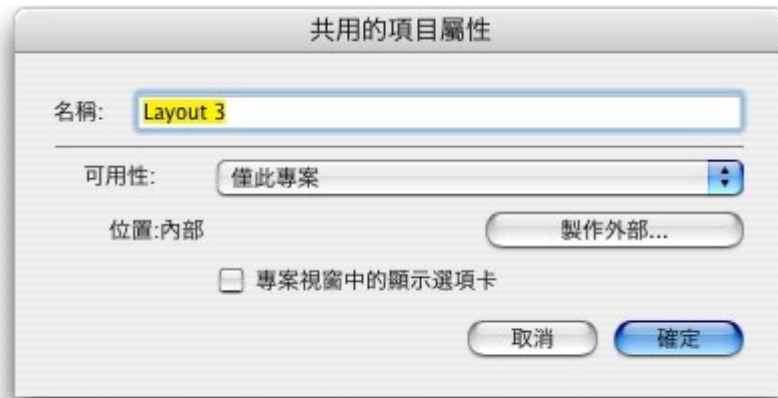 共用的項目屬性
名稱: Layout 3
可用性: 僅此專案
位置:內部 製作外部...
專案視窗中的顯示選項卡
取消 確定